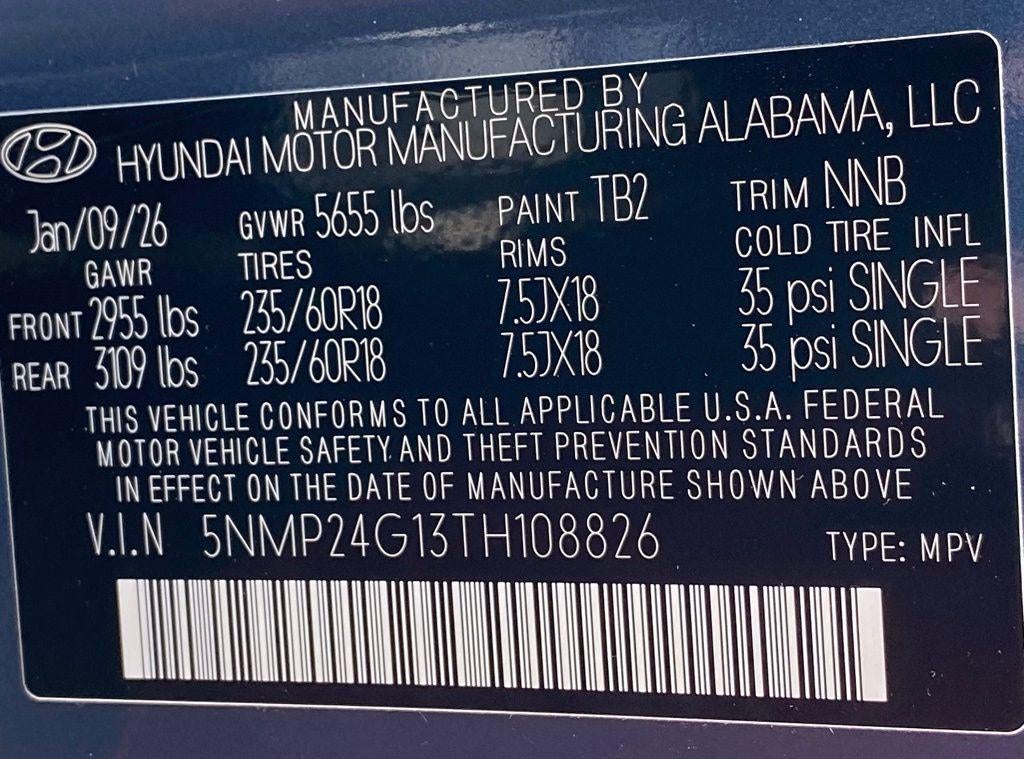 MANUFACTURED BY
HYUNDAI MOTOR MANUFACTURING ALABAMA, LLC
Jan/09/26 GVWR 5655 lbs PAINT TB2 TRIM NNB
GAWR TIRES RIMS COLD TIRE INFL
FRONT 2955 lbs 235/60R18 7.5JX18 35 psi SINGLE
REAR 3109 lbs 235/60R18 7.5JX18 35 psi SINGLE
THIS VEHICLE CONFORMS TO ALL APPLICABLE U.S.A. FEDERAL
MOTOR VEHICLE SAFETY AND THEFT PREVENTION STANDARDS
IN EFFECT ON THE DATE OF MANUFACTURE SHOWN ABOVE
V.I.N 5NMP24G13TH108826 TYPE: MPV